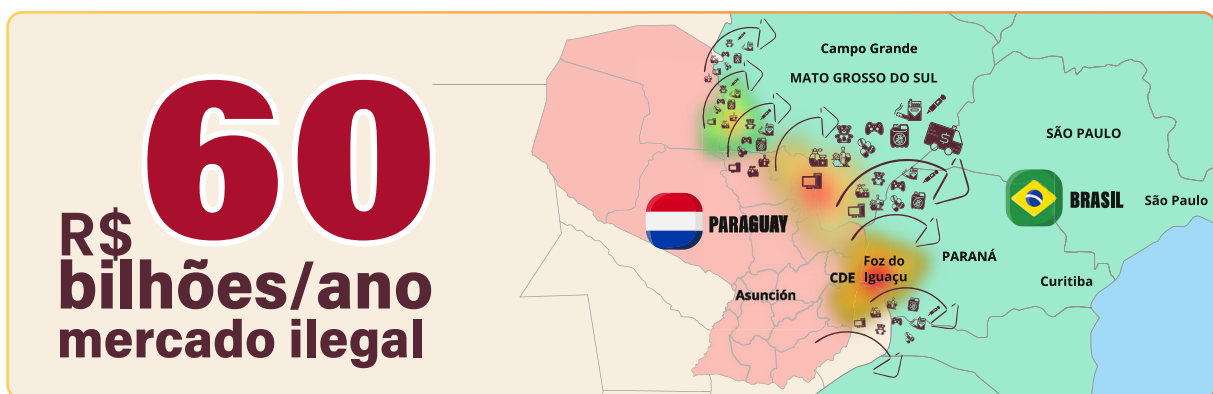 R$ 60
bilhões/ano
mercado ilegal
Campo Grande
MATO GROSSO DO SUL
SÃO PAULO
BRASIL
São Paulo
PARAGUAY
PARANÁ
Foz do
Iguaçu
CDE
Curitiba
Asunción
$